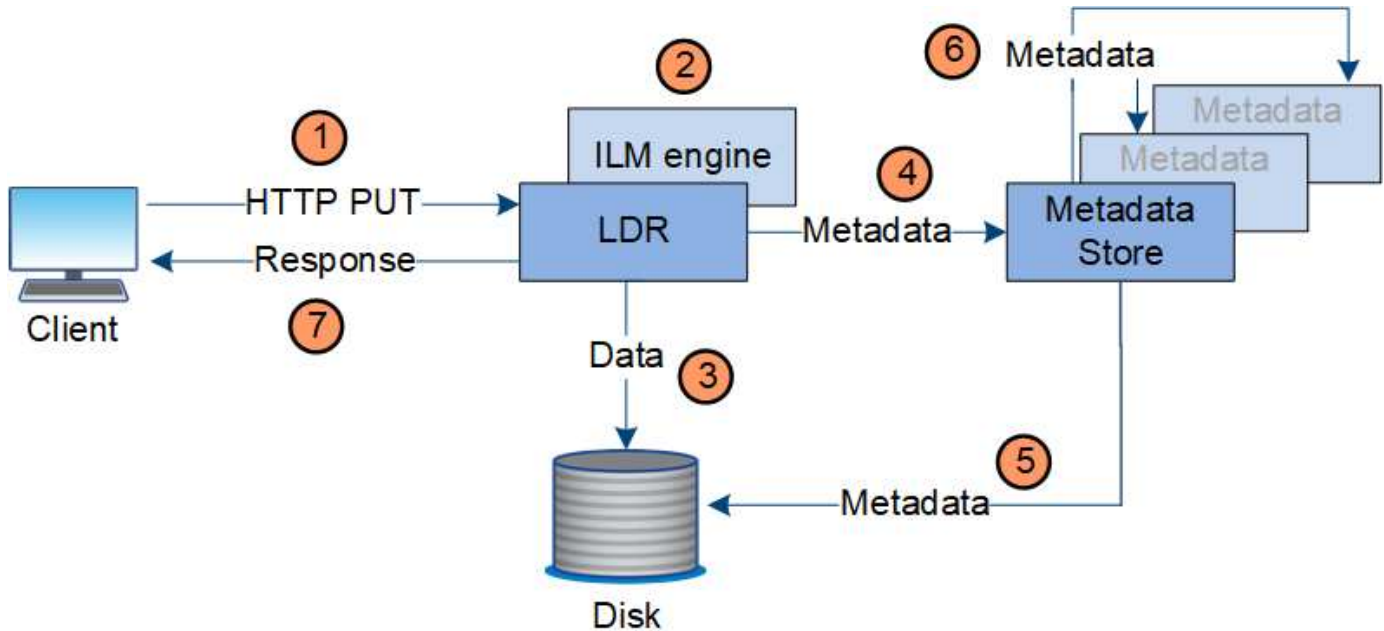 6
Metadata
2
Metadata
1
ILM engine
Metadata
4
HTTP PUT
LDR
Metadata
Metadata
Store
Response
Client
7
Data
3
5
Metadata
Disk